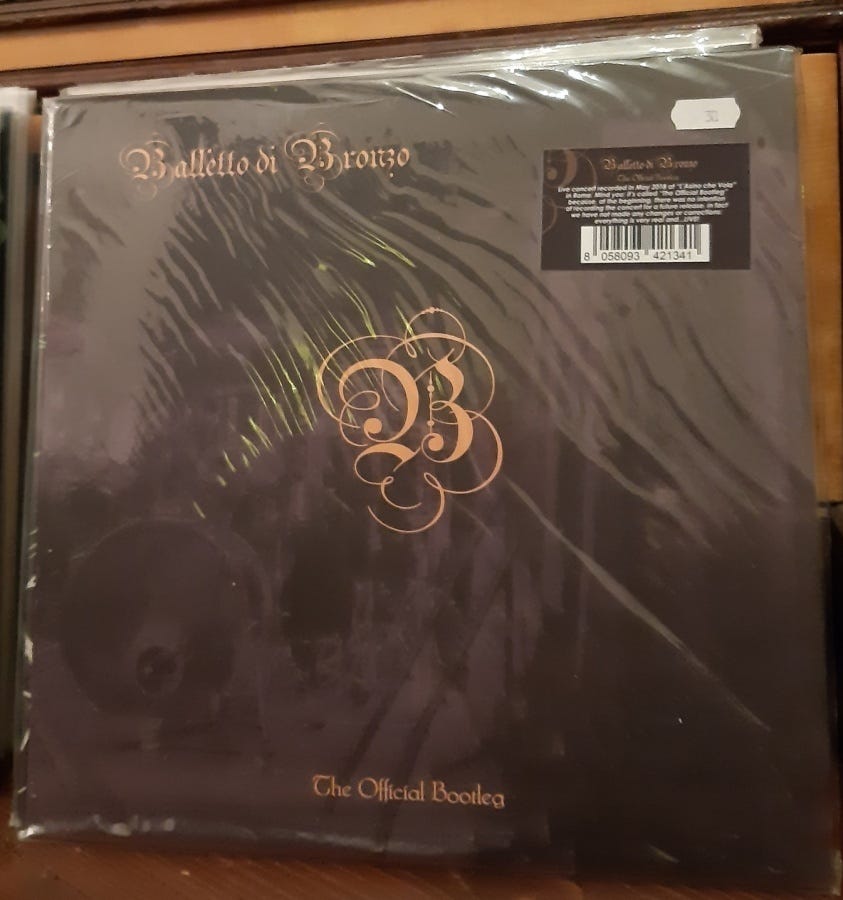 Balletto di Bronzo
30
Balletto di Bronzo
The Official Bootleg
Live concert recorded in May 2018 at "L'Asino che Vola"
in Rome. Mind you: it's called "The Official Bootleg"
because, at the beginning, there was no intention
of recording the concert for a future release; in fact
we have not made any changes or corrections:
everything is very real and...LIVE!
8 058093 421341
B
The Official Bootleg